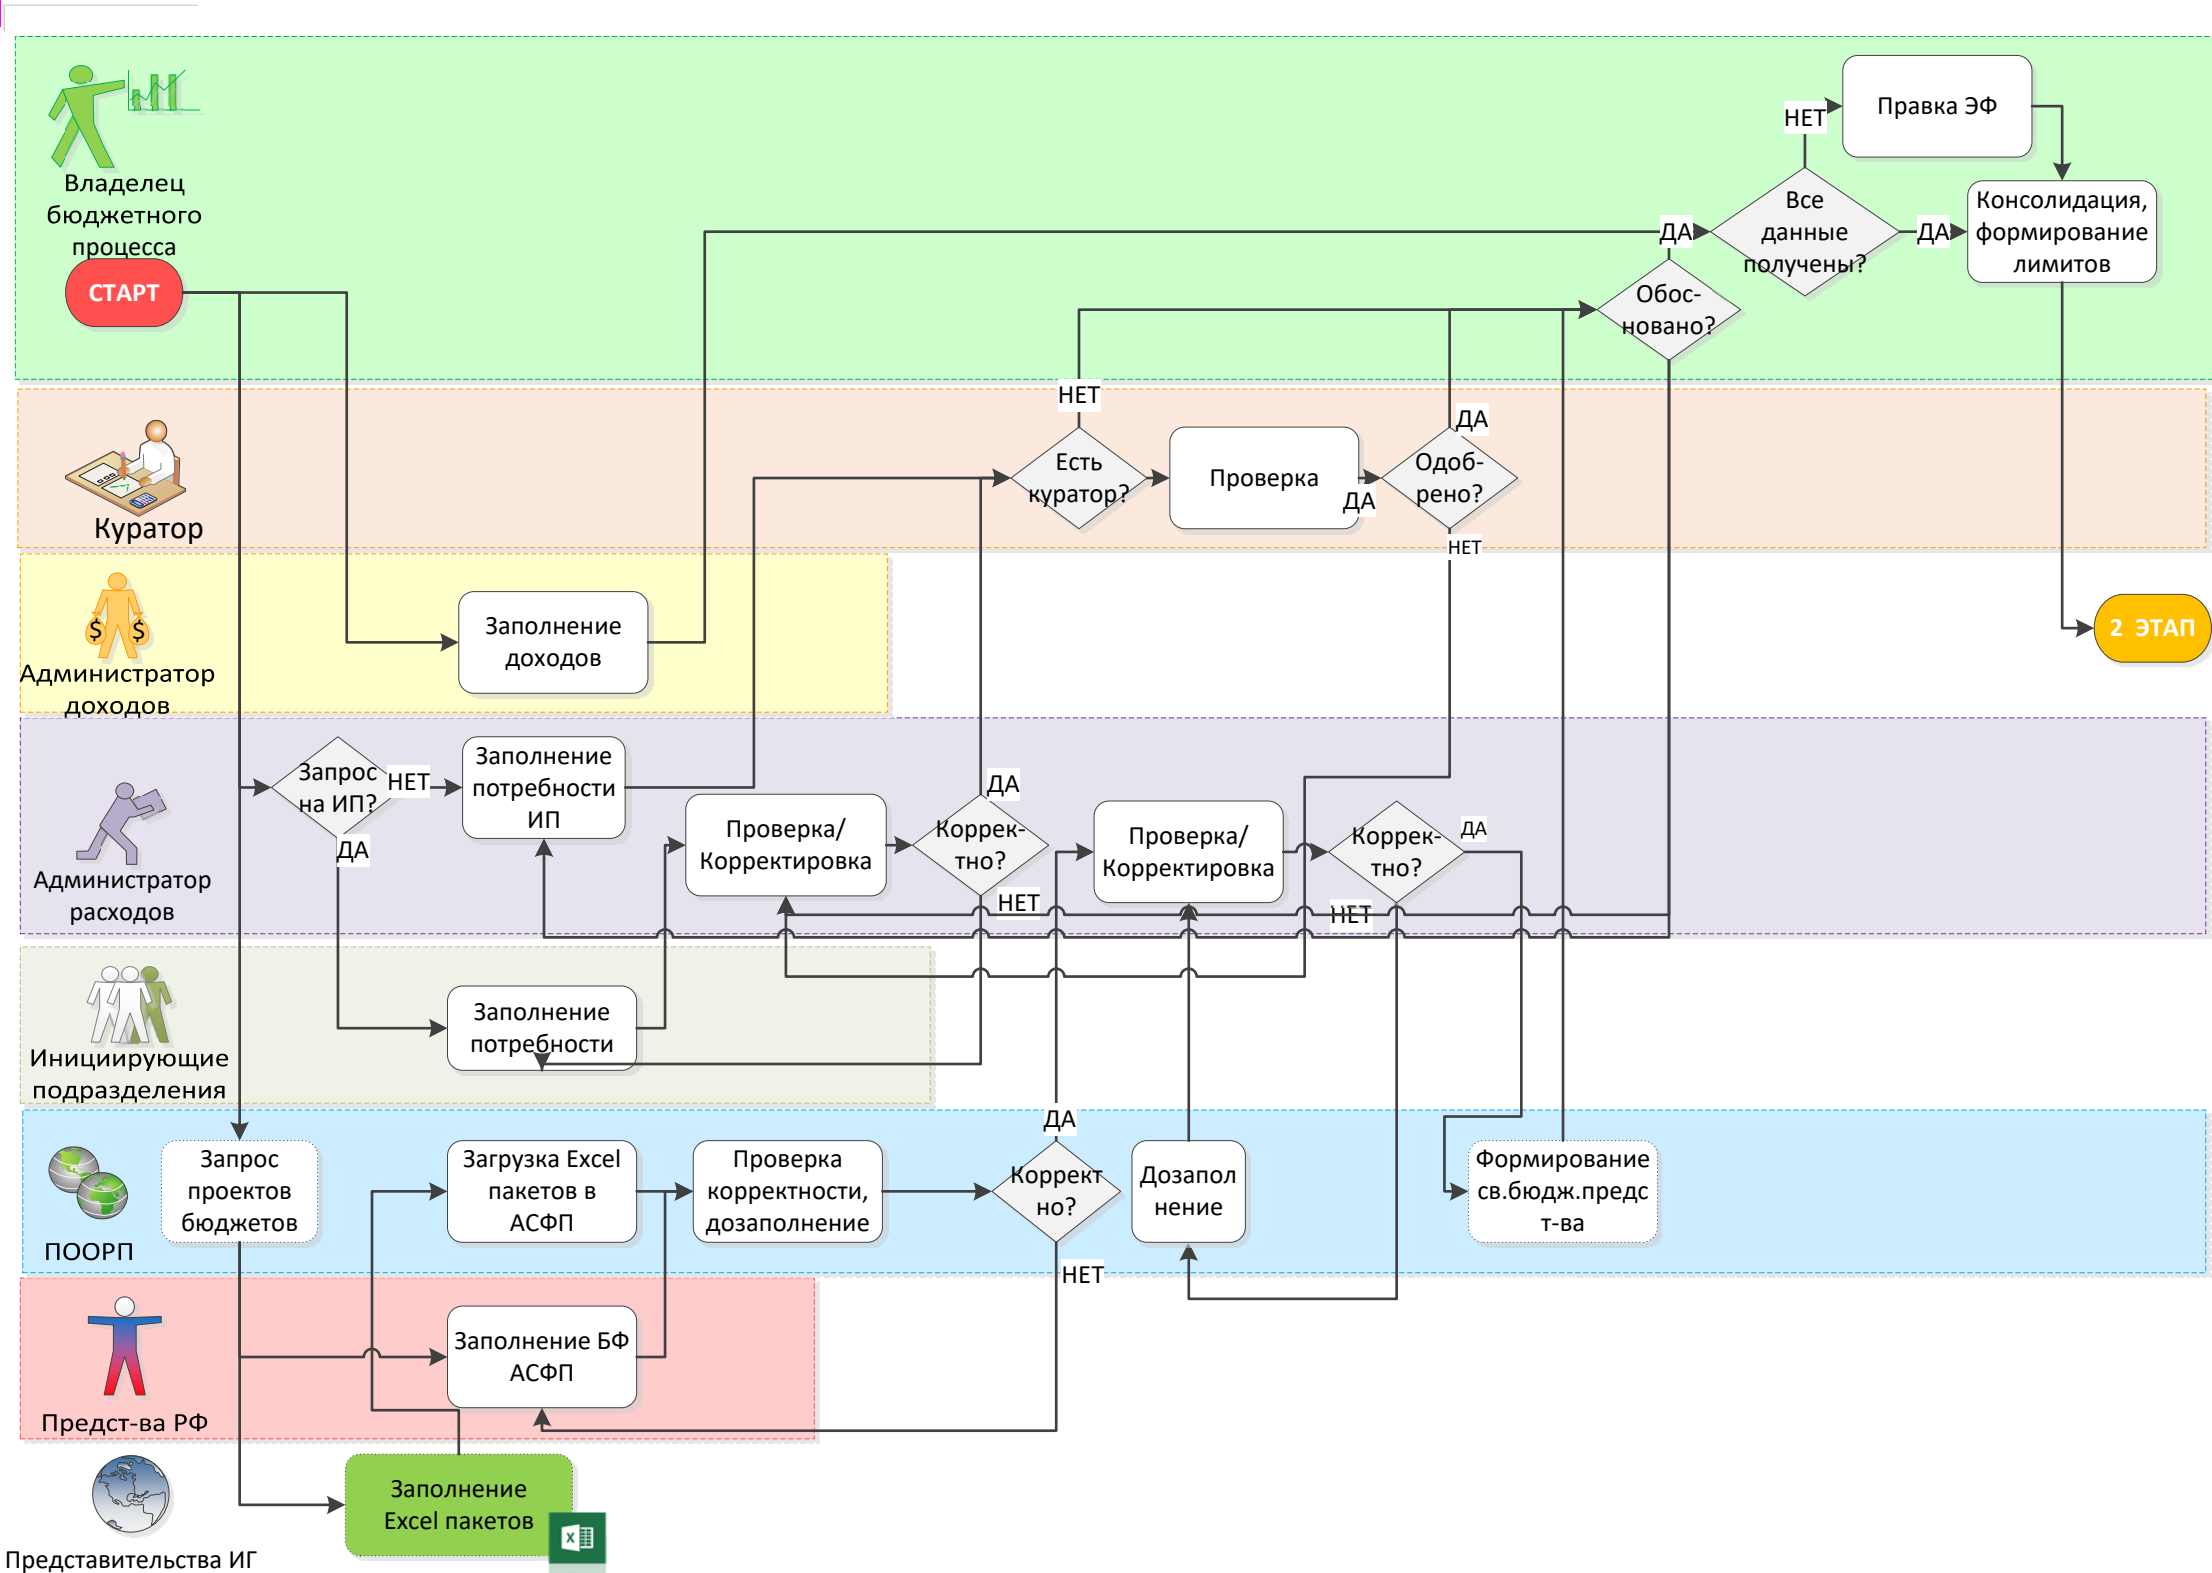 Владелец
бюджетного
процесса
СТАРТ
НЕТ
Правка ЭФ
Все
данные
получены?
ДА
ДА
Консолидация,
формирование
лимитов
Обос-
новано?
Куратор
НЕТ
Есть
куратор?
Проверка
ДА
ДА
Одоб-
рено?
НЕТ
$ $
Администратор
доходов
Заполнение
доходов
2 ЭТАП
Администратор
расходов
Запрос
на ИП?
НЕТ
ДА
Заполнение
потребности
ИП
Проверка/
Корректировка
ДА
Коррек-
тно?
НЕТ
Проверка/
Корректировка
Коррек-
тно?
ДА
НЕТ
Инициирующие
подразделения
Заполнение
потребности
ПООРП
Запрос
проектов
бюджетов
Загрузка Excel
пакетов в
АСФП
Проверка
корректности,
дозаполнение
ДА
Коррект
но?
НЕТ
Дозапол
нение
Формирование
св.бюдж.предс
т-ва
Предст-ва РФ
Заполнение БФ
АСФП
Представительства ИГ
Заполнение
Excel пакетов
X